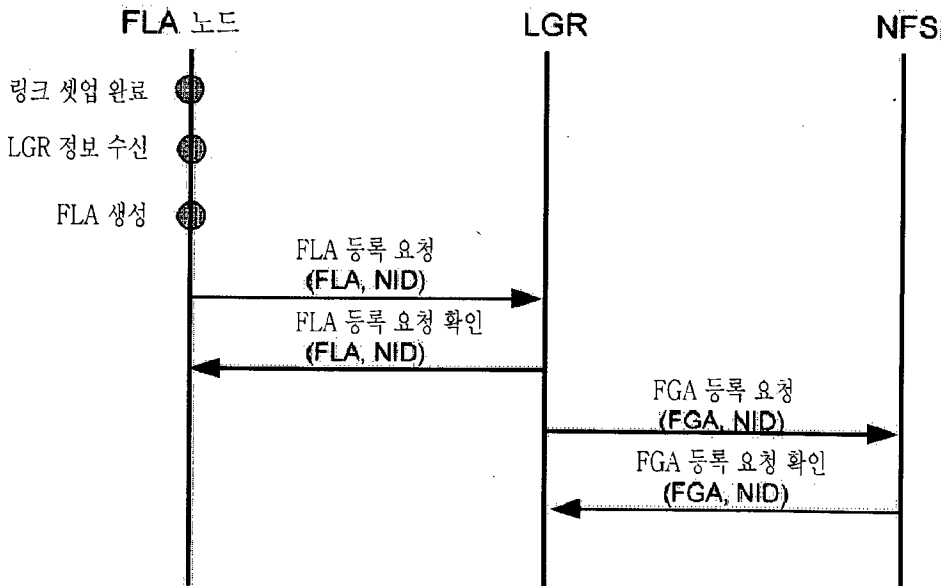 FLA 노드
LGR
NFS
링크 셋업 완료
LGR 정보 수신
FLA 생성
FLA 등록 요청
(FLA, NID)
FLA 등록 요청 확인
(FLA, NID)
FGA 등록 요청
(FGA, NID)
FGA 등록 요청 확인
(FGA, NID)